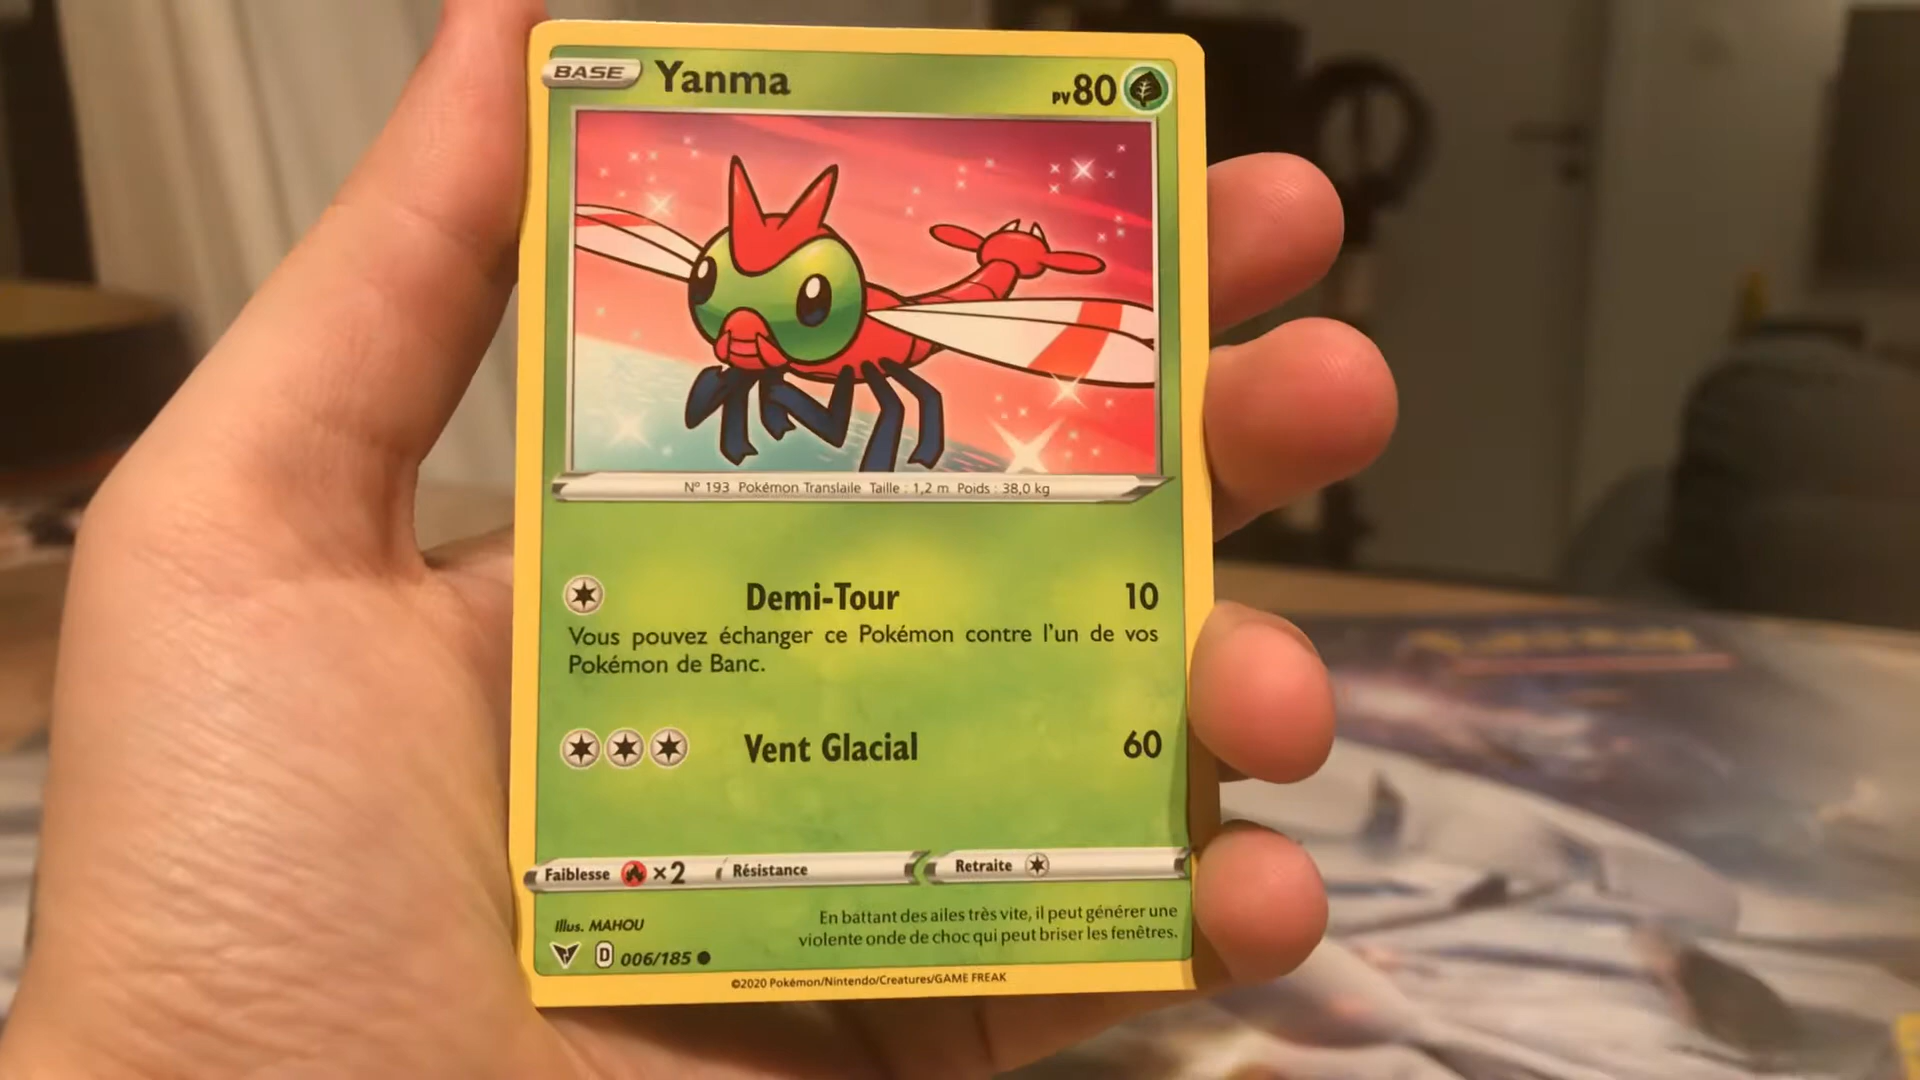 BASE Yanma PV80
N° 193 Pokémon Translaile Taille : 1,2 m Poids : 38,0 kg
Demi-Tour 10
Vous pouvez échanger ce Pokémon contre l'un de vos
Pokémon de Banc.
Vent Glacial 60
Faiblesse ×2 Résistance Retraite
Illus. MAHOU
En battant des ailes très vite, il peut générer une
violente onde de choc qui peut briser les fenêtres.
D 006/185
©2020 Pokémon/Nintendo/Creatures/GAME FREAK